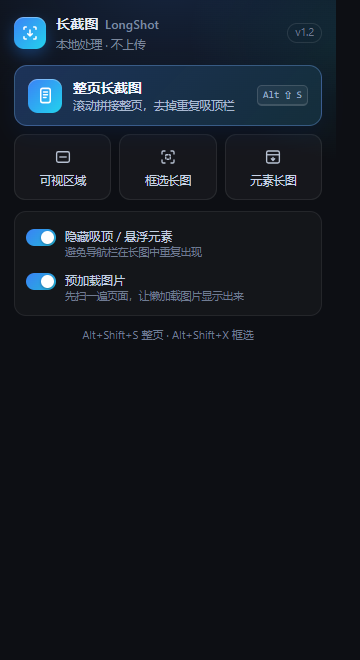 长截图 LongShot
本地处理 · 不上传
v1.2
整页长截图
滚动拼接整页，去掉重复吸顶栏
Alt ⇧ S
可视区域
框选长图
元素长图
隐藏吸顶 / 悬浮元素
避免导航栏在长图中重复出现
预加载图片
先扫一遍页面，让懒加载图片显示出来
Alt+Shift+S 整页 · Alt+Shift+X 框选